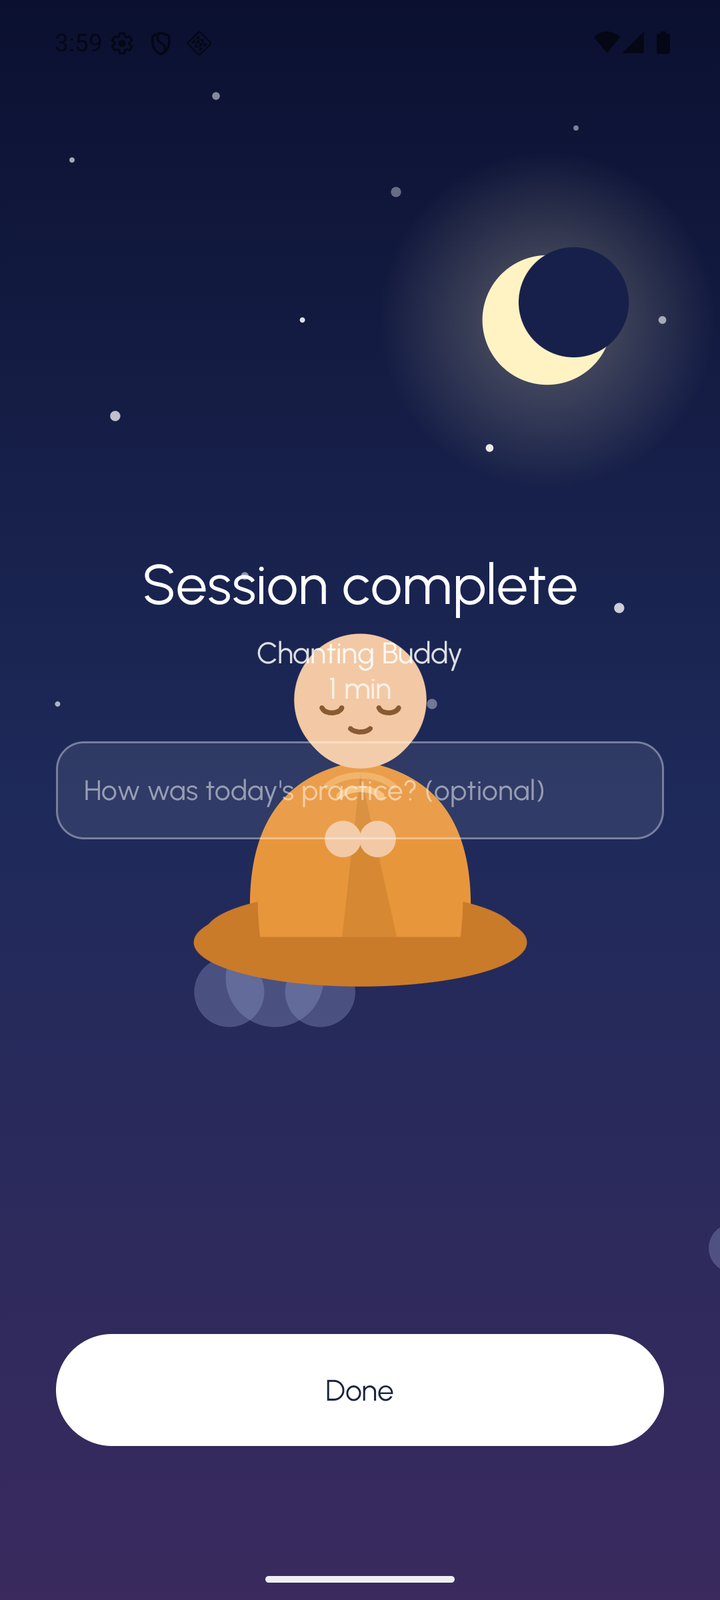 3:59
Session complete
Chanting Buddy
1 min
How was today's practice? (optional)
Done